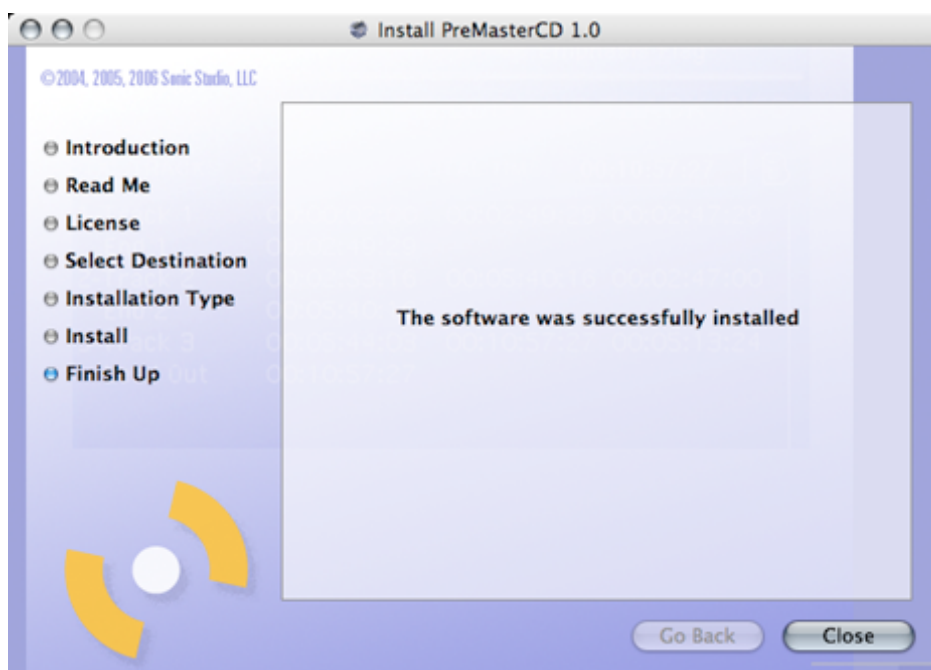 Install PreMasterCD 1.0
©2004, 2005, 2006 Sonic Studio, LLC
Introduction
Read Me
License
Select Destination
Installation Type
Install
Finish Up
The software was successfully installed
Go Back
Close